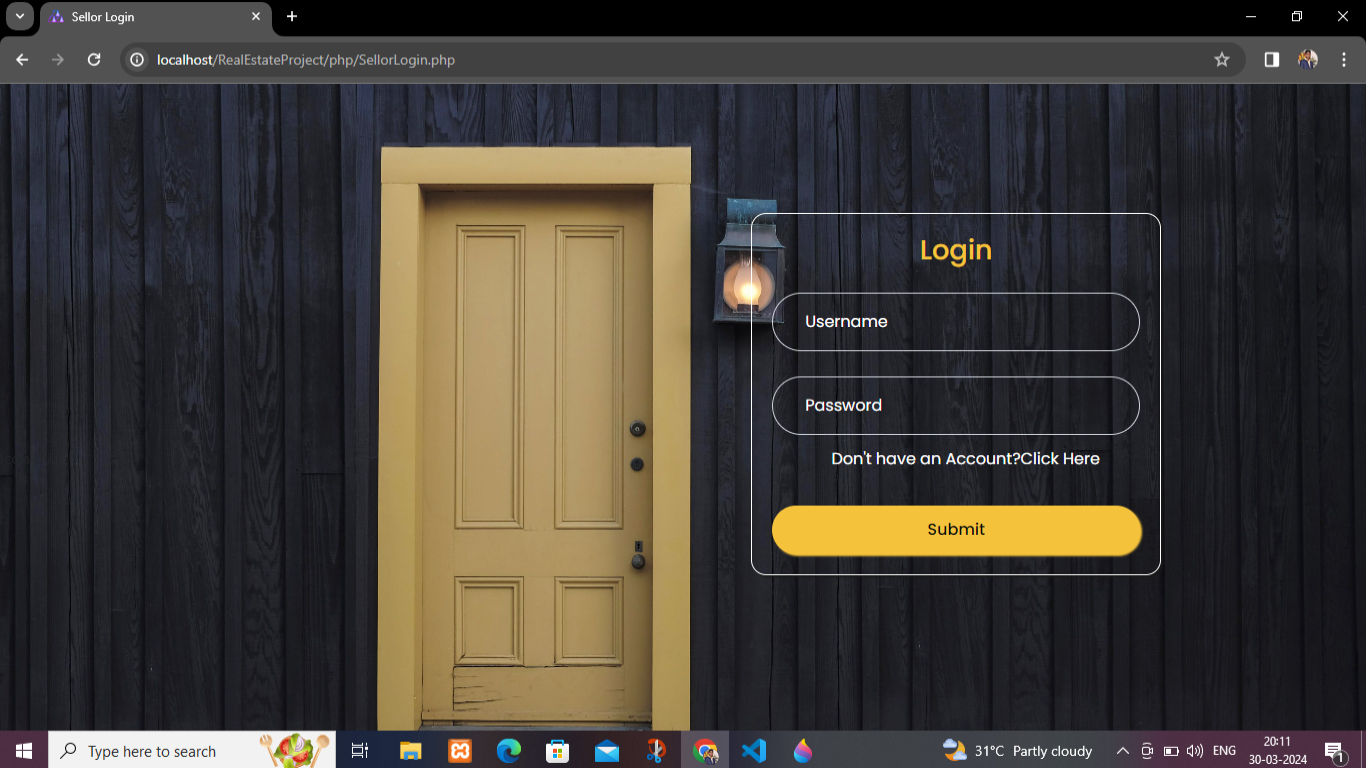 Sellor Login
localhost/RealEstateProject/php/SellorLogin.php
Login
Username
Password
Don't have an Account?Click Here
Submit
Type here to search
31°C Partly cloudy
ENG
20:11
30-03-2024
1